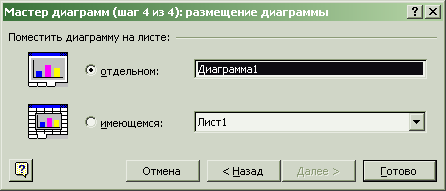 Мастер диаграмм (шаг 4 из 4): размещение диаграммы
Поместить диаграмму на листе:
отдельном: Диаграмма1
имеющемся: Лист1
? Отмена < Назад Далее > Готово